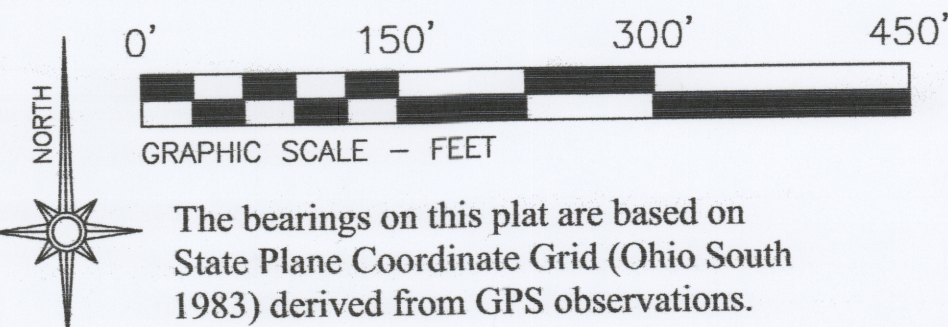 0' 150' 300' 450'
NORTH
GRAPHIC SCALE – FEET
The bearings on this plat are based on
State Plane Coordinate Grid (Ohio South
1983) derived from GPS observations.